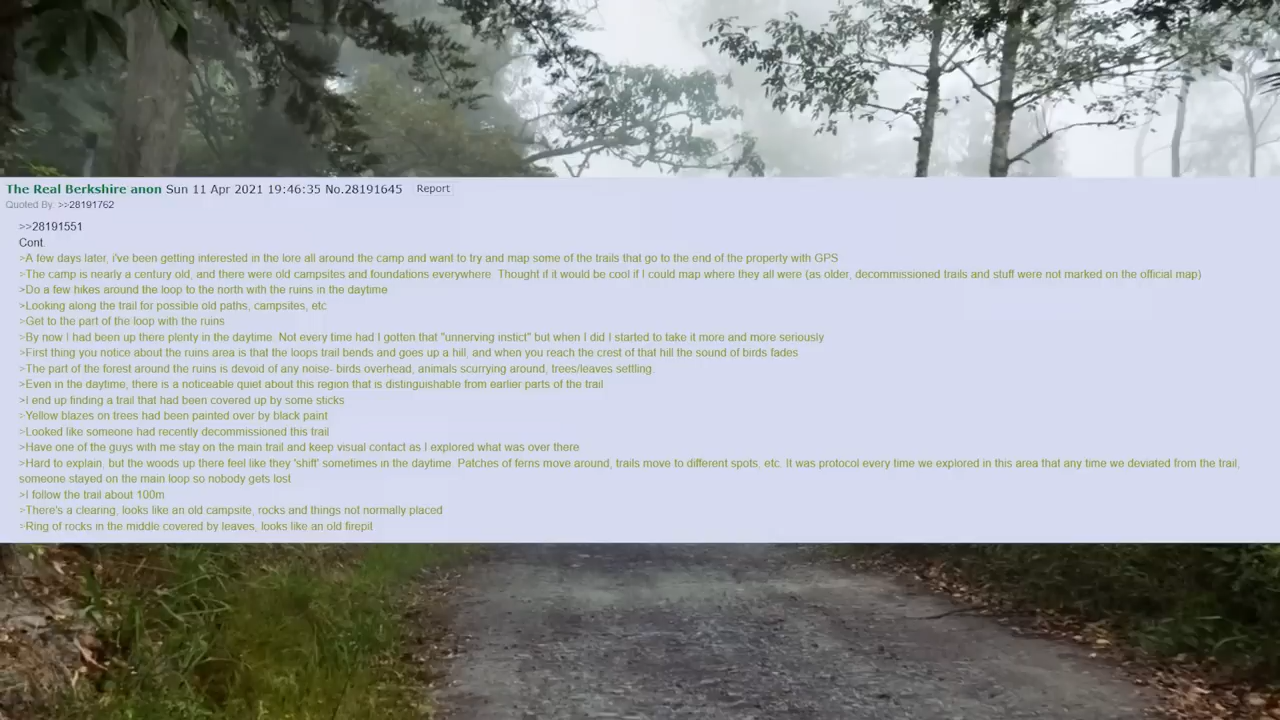 The Real Berkshire anon Sun 11 Apr 2021 19:46:35 No.28191645 Report
Quoted By: >>28191762
>>28191551
Cont.
>A few days later, i've been getting interested in the lore all around the camp and want to try and map some of the trails that go to the end of the property with GPS
>The camp is nearly a century old, and there were old campsites and foundations everywhere. Thought if it would be cool if I could map where they all were (as older, decommissioned trails and stuff were not marked on the official map)
>Do a few hikes around the loop to the north with the ruins in the daytime
>Looking along the trail for possible old paths, campsites, etc
>Get to the part of the loop with the ruins
>By now I had been up there plenty in the daytime. Not every time had I gotten that "unnerving instict" but when I did I started to take it more and more seriously
>First thing you notice about the ruins area is that the loops trail bends and goes up a hill, and when you reach the crest of that hill the sound of birds fades
>The part of the forest around the ruins is devoid of any noise- birds overhead, animals scurrying around, trees/leaves settling.
>Even in the daytime, there is a noticeable quiet about this region that is distinguishable from earlier parts of the trail
>I end up finding a trail that had been covered up by some sticks
>Yellow blazes on trees had been painted over by black paint
>Looked like someone had recently decommissioned this trail
>Have one of the guys with me stay on the main trail and keep visual contact as I explored what was over there
>Hard to explain, but the woods up there feel like they 'shift' sometimes in the daytime. Patches of ferns move around, trails move to different spots, etc. It was protocol every time we explored in this area that any time we deviated from the trail,
someone stayed on the main loop so nobody gets lost
>I follow the trail about 100m
>There's a clearing, looks like an old campsite, rocks and things not normally placed
>Ring of rocks in the middle covered by leaves, looks like an old firepit